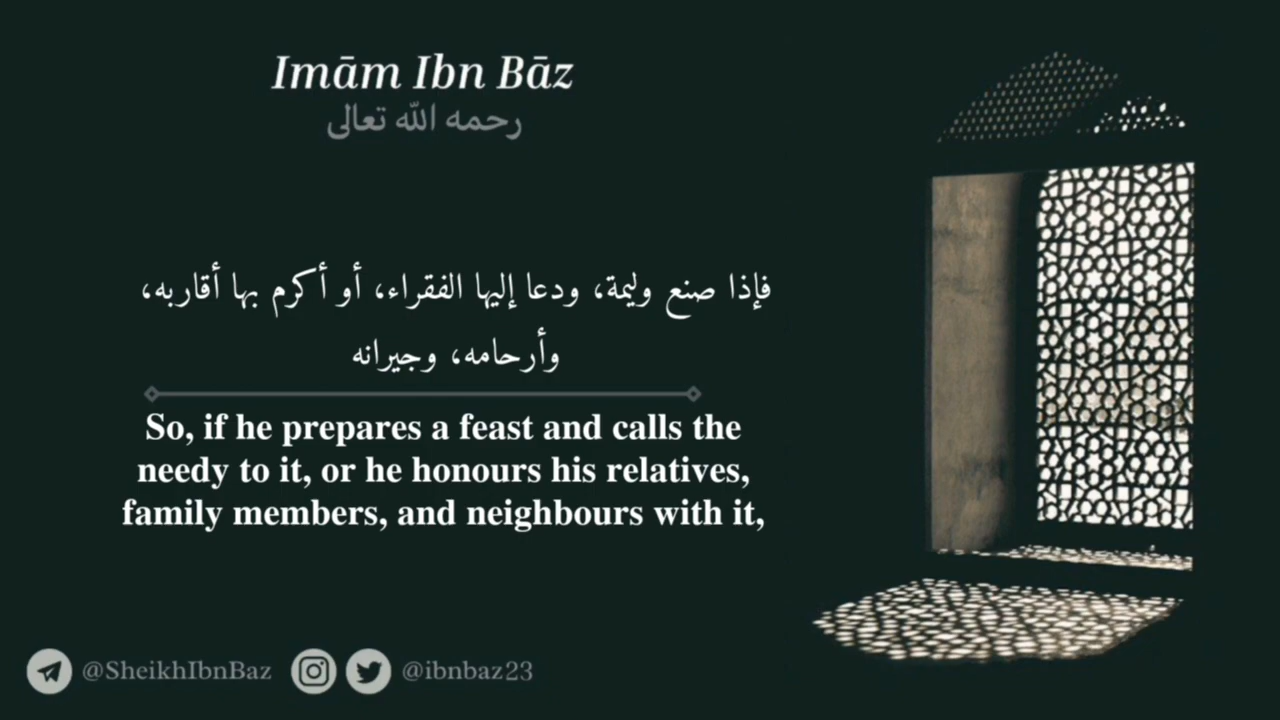 Imām Ibn Bāz
رحمه الله تعالى
فإذا صنع وليمة، ودعا إليها الفقراء، أو أكرم بها أقاربه،
وأرحامه، وجيرانه
So, if he prepares a feast and calls the
needy to it, or he honours his relatives,
family members, and neighbours with it,
@SheikhIbnBaz @ibnbaz23